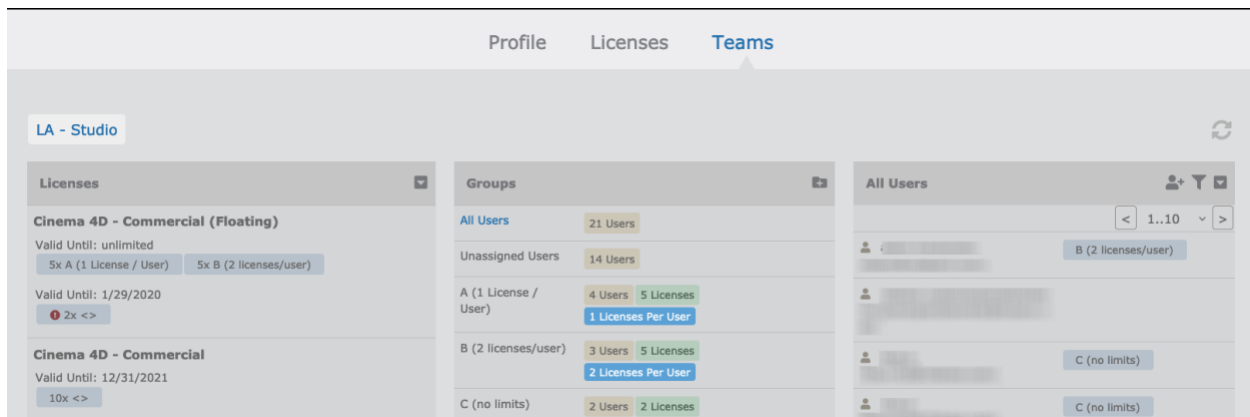 Profile Licenses Teams
LA - Studio
Licenses
Cinema 4D - Commercial (Floating)
Valid Until: unlimited
5x A (1 License / User) 5x B (2 licenses/user)
Valid Until: 1/29/2020
2x <>
Cinema 4D - Commercial
Valid Until: 12/31/2021
10x <>
Groups
All Users 21 Users
Unassigned Users 14 Users
A (1 License / User) 4 Users 5 Licenses
1 Licenses Per User
B (2 licenses/user) 3 Users 5 Licenses
2 Licenses Per User
C (no limits) 2 Users 2 Licenses
All Users
< 1..10 >
B (2 licenses/user)
C (no limits)
C (no limits)